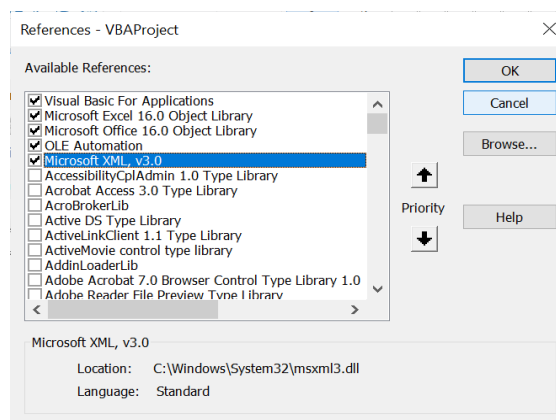 References - VBAProject
Available References:
OK
Visual Basic For Applications
Microsoft Excel 16.0 Object Library
Cancel
Microsoft Office 16.0 Object Library
OLE Automation
Browse...
Microsoft XML, v3.0
AccessibilityCplAdmin 1.0 Type Library
Acrobat Access 3.0 Type Library
AcroBrokerLib
Priority
Help
Active DS Type Library
ActiveLinkClient 1.1 Type Library
ActiveMovie control type library
AddinLoaderLib
Adobe Acrobat 7.0 Browser Control Type Library 1.0
Adobe Reader File Preview Type Library
Microsoft XML, v3.0
Location: C:\Windows\System32\msxml3.dll
Language: Standard